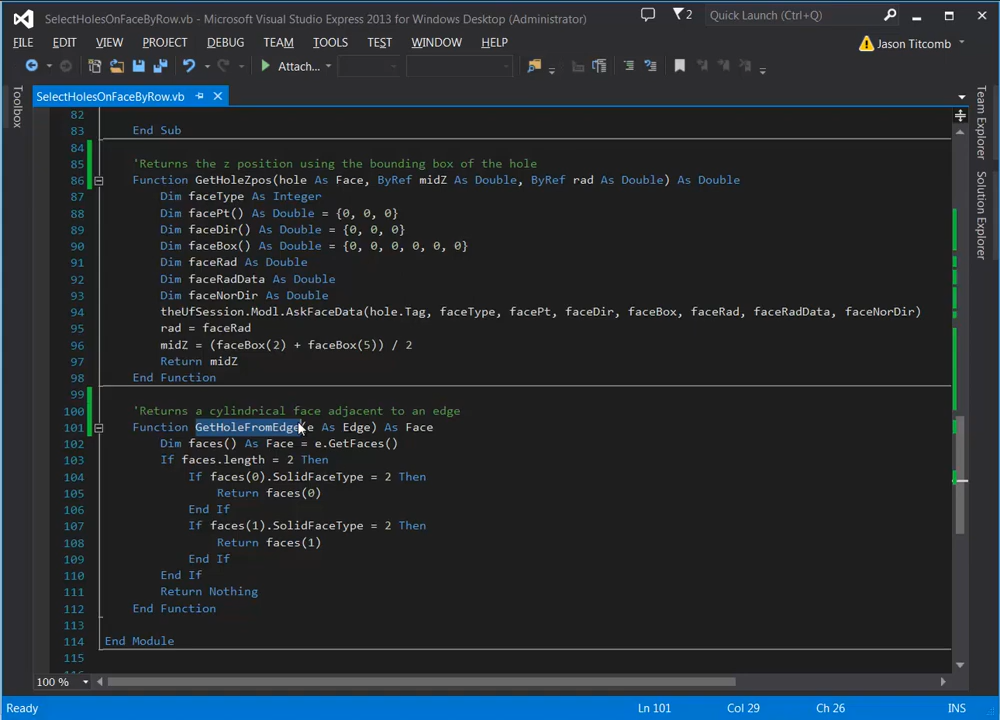 SelectHolesOnFaceByRow.vb - Microsoft Visual Studio Express 2013 for Windows Desktop (Administrator)
2
Quick Launch (Ctrl+Q)
FILE EDIT VIEW PROJECT DEBUG TEAM TOOLS TEST WINDOW HELP
Jason Titcomb
Attach...
SelectHolesOnFaceByRow.vb
Toolbox
Team Explorer
Solution Explorer
82
83 End Sub
84
85 'Returns the z position using the bounding box of the hole
86 Function GetHoleZpos(hole As Face, ByRef midZ As Double, ByRef rad As Double) As Double
87 Dim faceType As Integer
88 Dim facePt() As Double = {0, 0, 0}
89 Dim faceDir() As Double = {0, 0, 0}
90 Dim faceBox() As Double = {0, 0, 0, 0, 0, 0}
91 Dim faceRad As Double
92 Dim faceRadData As Double
93 Dim faceNorDir As Double
94 theUfSession.Modl.AskFaceData(hole.Tag, faceType, facePt, faceDir, faceBox, faceRad, faceRadData, faceNorDir)
95 rad = faceRad
96 midZ = (faceBox(2) + faceBox(5)) / 2
97 Return midZ
98 End Function
99
100 'Returns a cylindrical face adjacent to an edge
101 Function GetHoleFromEdge(e As Edge) As Face
102 Dim faces() As Face = e.GetFaces()
103 If faces.length = 2 Then
104 If faces(0).SolidFaceType = 2 Then
105 Return faces(0)
106 End If
107 If faces(1).SolidFaceType = 2 Then
108 Return faces(1)
109 End If
110 End If
111 Return Nothing
112 End Function
113
114 End Module
115
100 %
Ready Ln 101 Col 29 Ch 26 INS